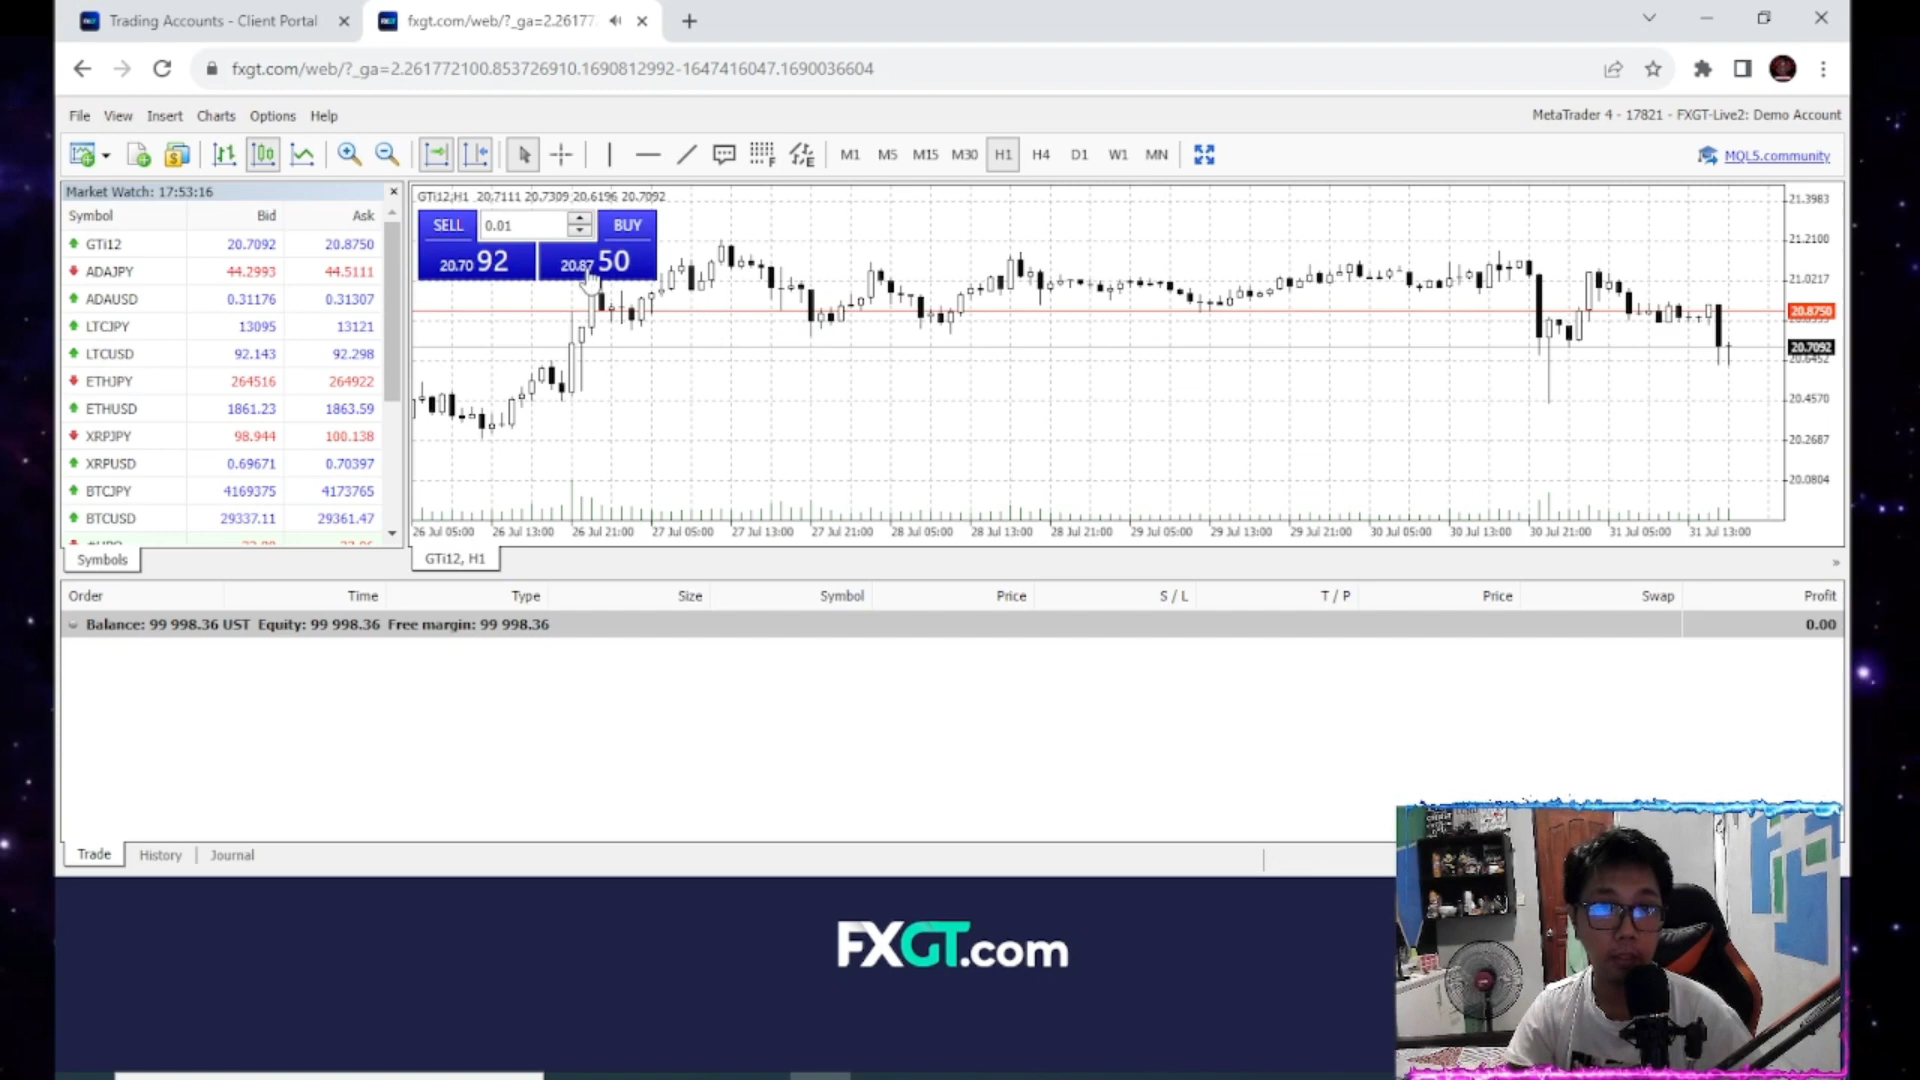 Trading Accounts - Client Portal
fxgt.com/web/?_ga=2.26177
fxgt.com/web/?_ga=2.261772100.853726910.1690812992-1647416047.1690036604
File View Insert Charts Options Help
MetaTrader 4 - 17821 - FXGT-Live2: Demo Account
M1 M5 M15 M30 H1 H4 D1 W1 MN
MQL5.community
Market Watch: 17:53:16
Symbol Bid Ask
GTi12 20.7092 20.8750
ADAJPY 44.2993 44.5111
ADAUSD 0.31176 0.31307
LTCJPY 13095 13121
LTCUSD 92.143 92.298
ETHJPY 264516 264922
ETHUSD 1861.23 1863.59
XRPJPY 98.944 100.138
XRPUSD 0.69671 0.70397
BTCJPY 4169375 4173765
BTCUSD 29337.11 29361.47
Symbols
GTi12,H1 20.7111 20.7309 20.6196 20.7092
SELL 0.01 BUY
20.70 92 20.87 50
21.3983
21.2100
21.0217
20.8750
20.7092
20.6452
20.4570
20.2687
20.0804
26 Jul 05:00 26 Jul 13:00 26 Jul 21:00 27 Jul 05:00 27 Jul 13:00 27 Jul 21:00 28 Jul 05:00 28 Jul 13:00 28 Jul 21:00 29 Jul 05:00 29 Jul 13:00 29 Jul 21:00 30 Jul 05:00 30 Jul 13:00 30 Jul 21:00 31 Jul 05:00 31 Jul 13:00
GTi12, H1
Order Time Type Size Symbol Price S / L T / P Price Swap Profit
Balance: 99 998.36 UST Equity: 99 998.36 Free margin: 99 998.36 0.00
Trade History Journal
FXGT.com